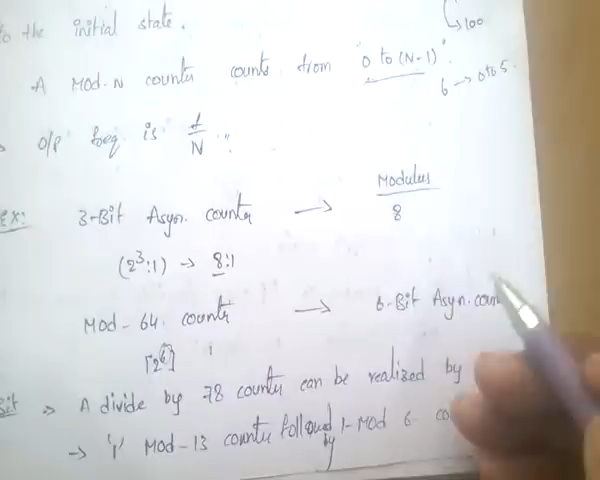 to the initial state.
↳100
A Mod-N counter counts from '0 to (N-1)'.
6 → 0 to 5.
O/P freq is f/N "
Ex: 3-Bit Asyn. counter → Modulus 8
(2³:1) → 8:1
Mod-64 counter → 6-Bit Asyn. coun
[2⁶] 1
Bit > A divide by 78 counter can be realized by
→ '1' Mod-13 counter followed by 1-Mod 6 co